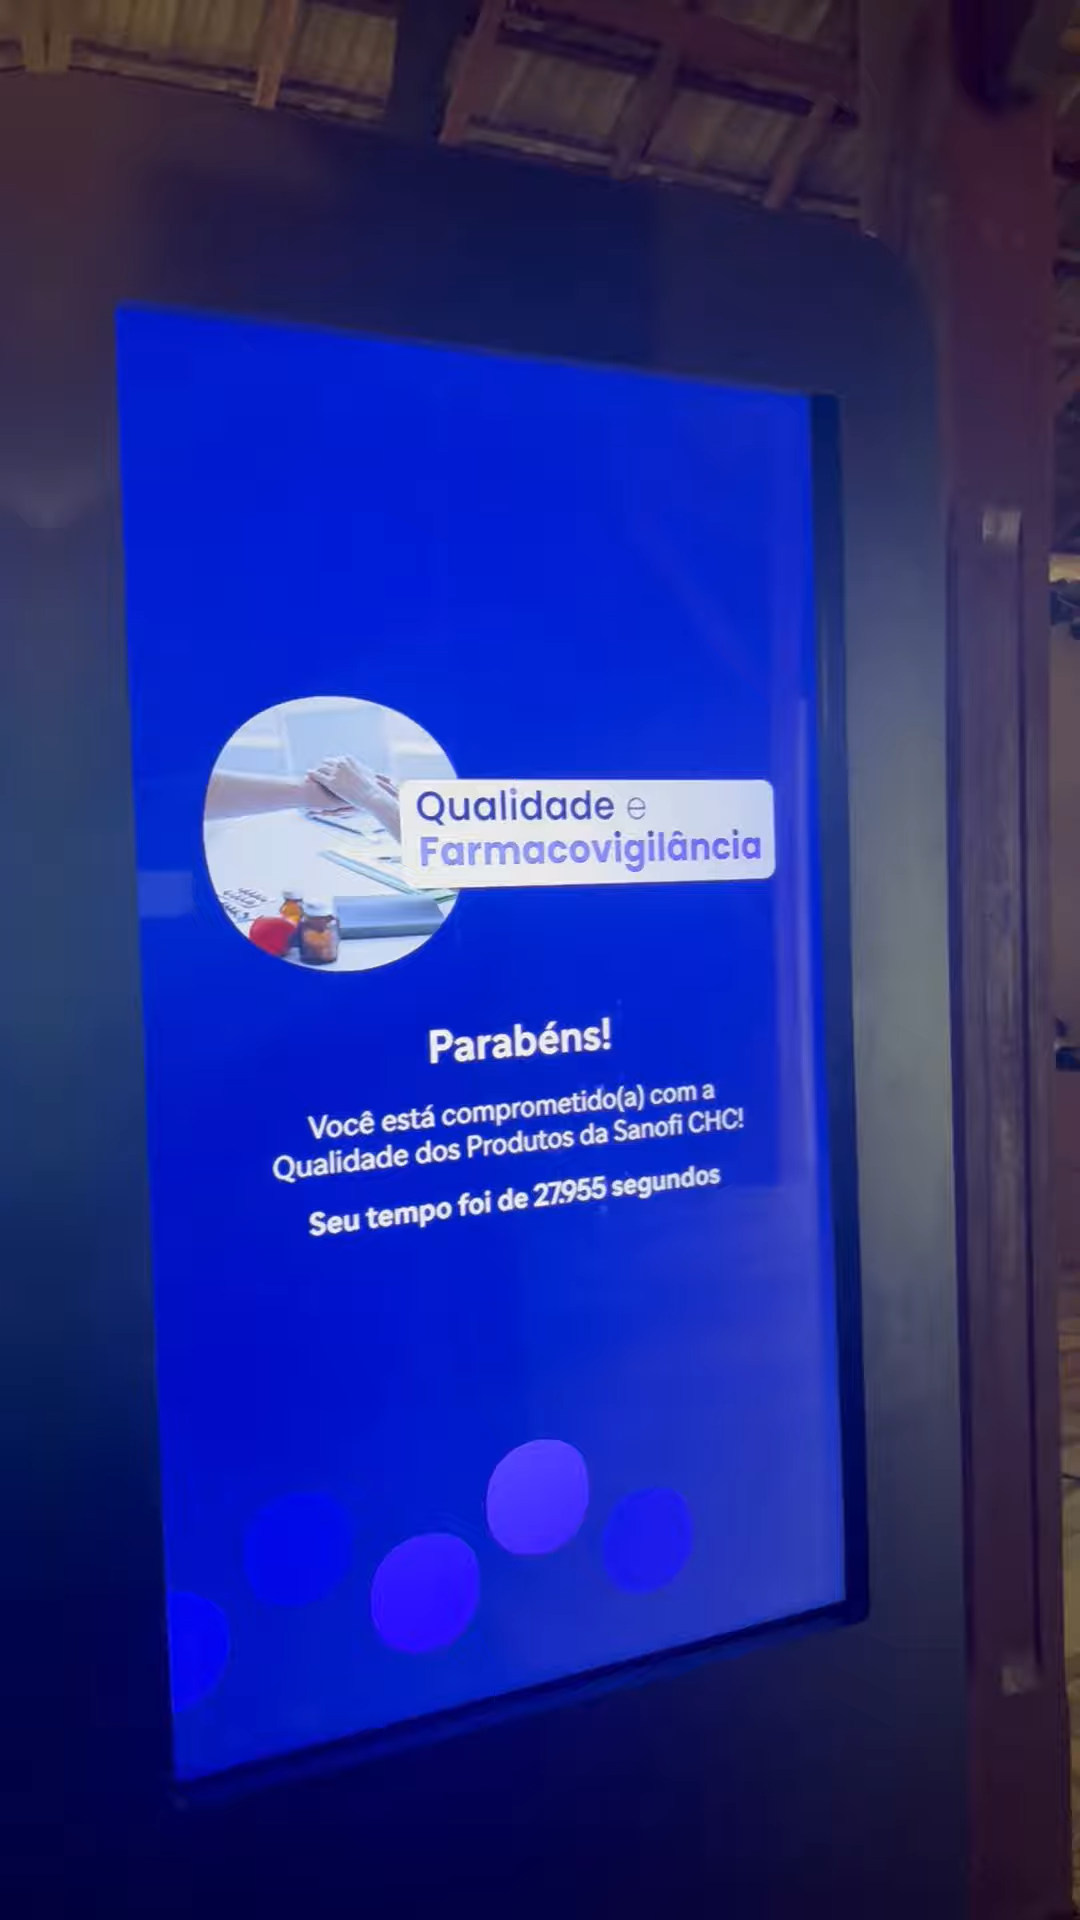 Qualidade e
Farmacovigilância
Parabéns!
Você está comprometido(a) com a
Qualidade dos Produtos da Sanofi CHC!
Seu tempo foi de 27.955 segundos